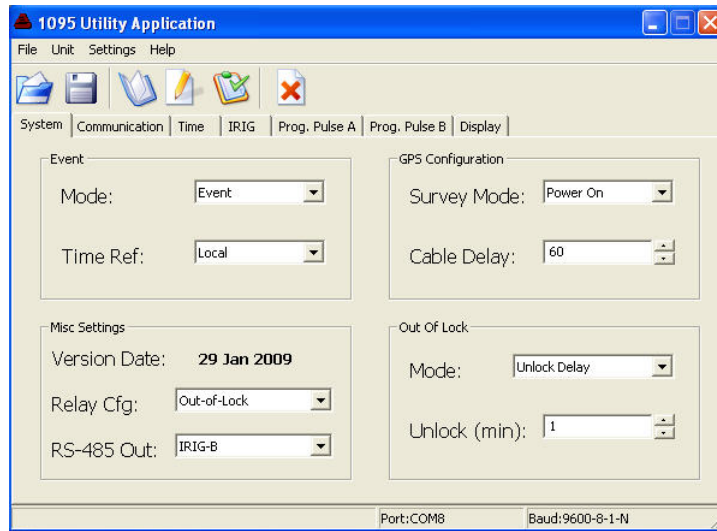 1095 Utility Application
File Unit Settings Help
System Communication Time IRIG Prog. Pulse A Prog. Pulse B Display
Event
Mode: Event
Time Ref: Local
GPS Configuration
Survey Mode: Power On
Cable Delay: 60
Misc Settings
Version Date: 29 Jan 2009
Relay Cfg: Out-of-Lock
RS-485 Out: IRIG-B
Out Of Lock
Mode: Unlock Delay
Unlock (min): 1
Port:COM8 Baud:9600-8-1-N